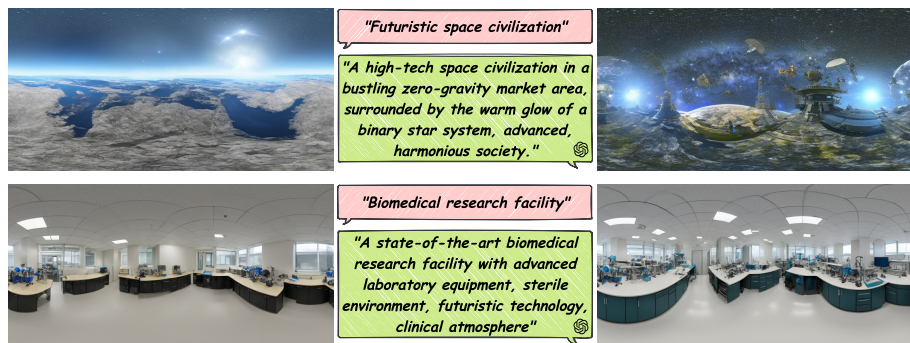 "Futuristic space civilization"
"A high-tech space civilization in a
bustling zero-gravity market area,
surrounded by the warm glow of a
binary star system, advanced,
harmonious society."
"Biomedical research facility"
"A state-of-the-art biomedical
research facility with advanced
laboratory equipment, sterile
environment, futuristic technology,
clinical atmosphere"